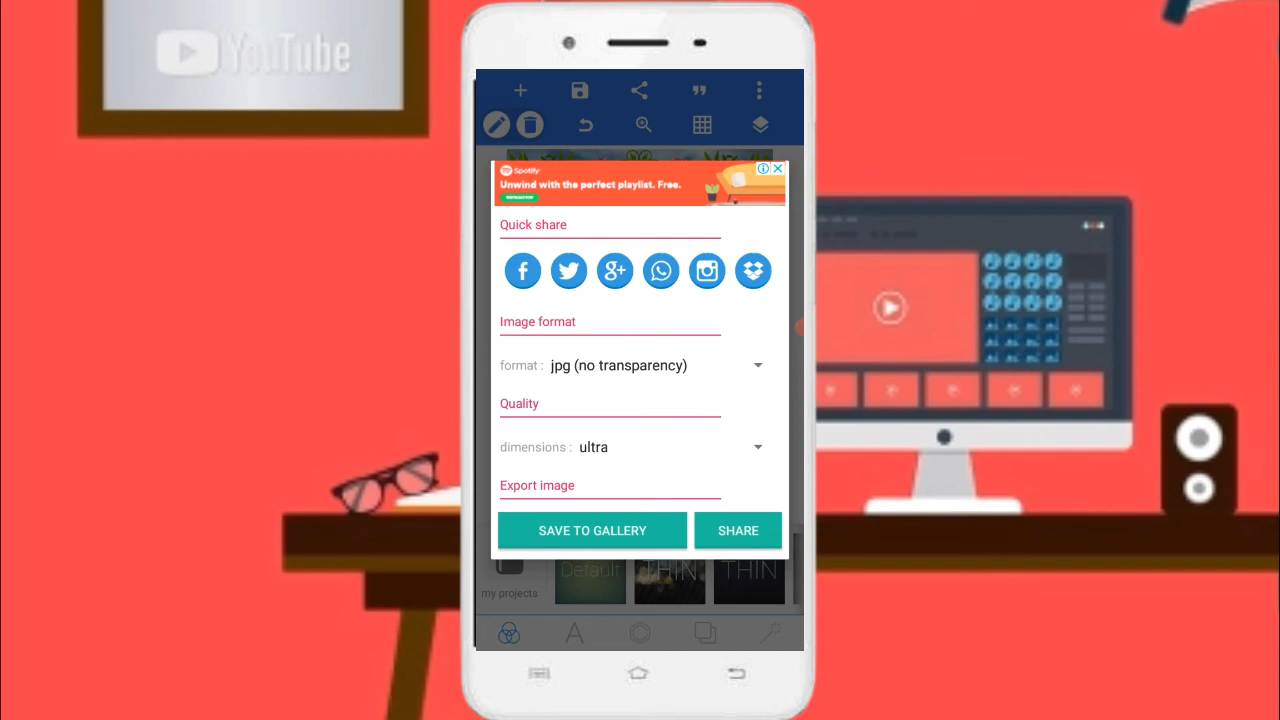 YouTube
Spotify
Unwind with the perfect playlist. Free.
Quick share
Image format
format : jpg (no transparency)
Quality
dimensions : ultra
Export image
SAVE TO GALLERY
SHARE
Default
THIN
THIN
my projects